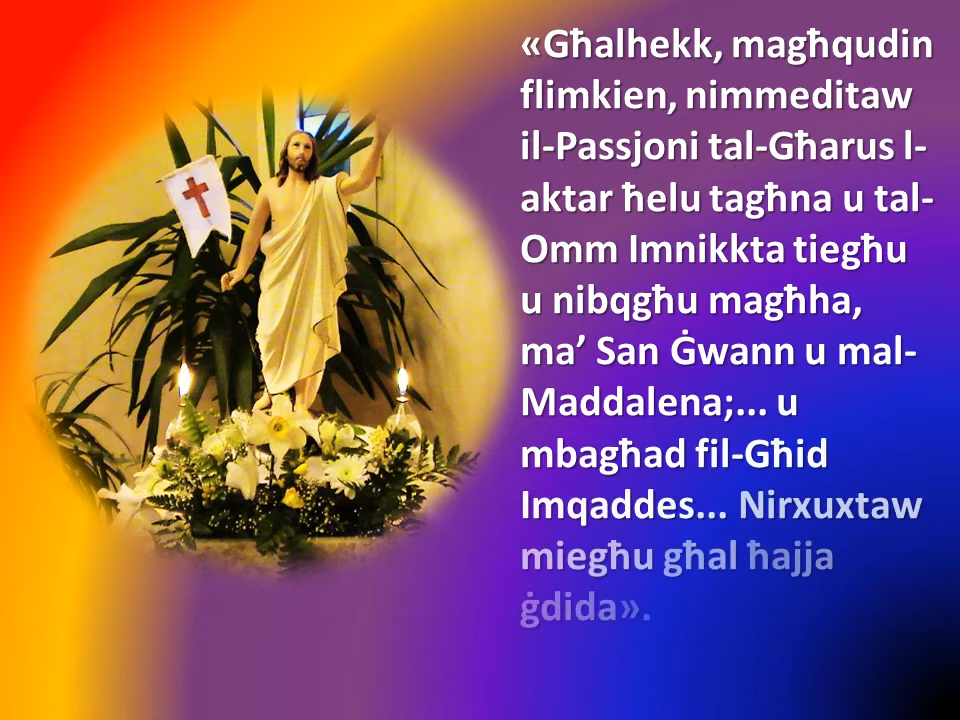 «Għalhekk, magħqudin
flimkien, nimmeditaw
il-Passjoni tal-Għarus l-
aktar ħelu tagħna u tal-
Omm Imnikkta tiegħu
u nibqgħu magħha,
ma’ San Ġwann u mal-
Maddalena;... u
mbagħad fil-Għid
Imqaddes... Nirxuxtaw
miegħu għal ħajja
ġdida».